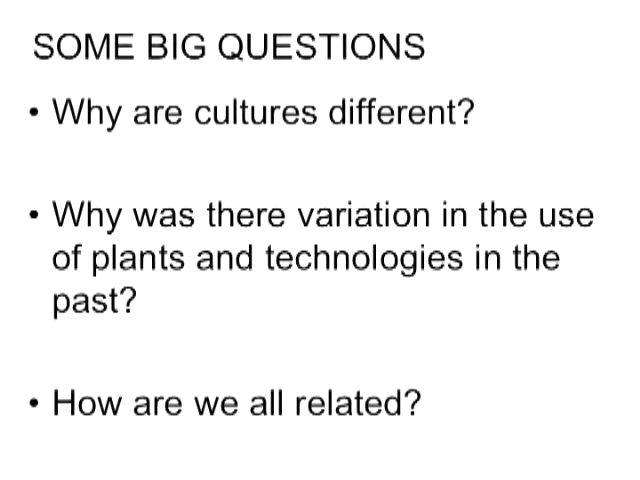 SOME BIG QUESTIONS
• Why are cultures different?
• Why was there variation in the use
of plants and technologies in the
past?
• How are we all related?